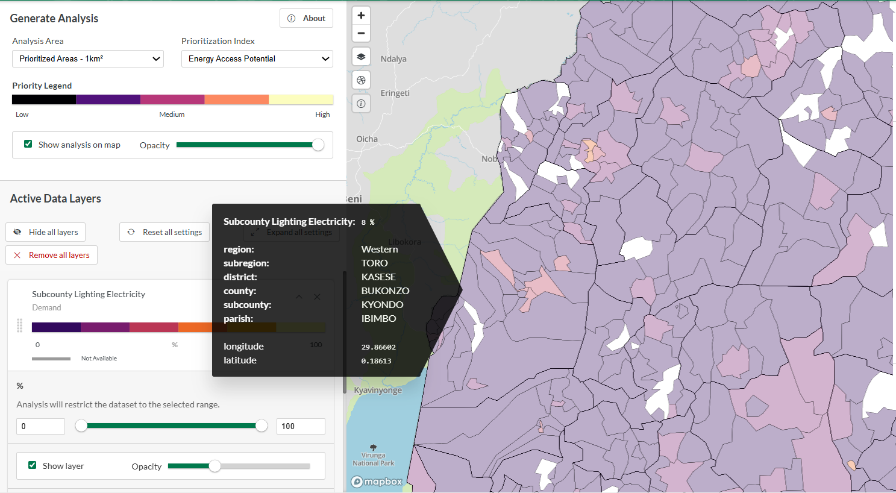 Generate Analysis
About
Analysis Area
Prioritization Index
Prioritized Areas - 1km²
Energy Access Potential
Priority Legend
Low
Medium
High
Show analysis on map
Opacity
Active Data Layers
Hide all layers
Reset all settings
Expand all settings
Remove all layers
Subcounty Lighting Electricity
Demand
0
%
100
Not Available
%
Analysis will restrict the dataset to the selected range.
0
100
Show layer
Opacity
Subcounty Lighting Electricity: 0 %
region: Western
subregion: TORO
district: KASESE
county: BUKONZO
subcounty: KYONDO
parish: IBIMBO
longitude 29.86602
latitude 0.18613
Ndalya
Eringeti
Oicha
Kyavinyonge
Virunga
National Park
mapbox